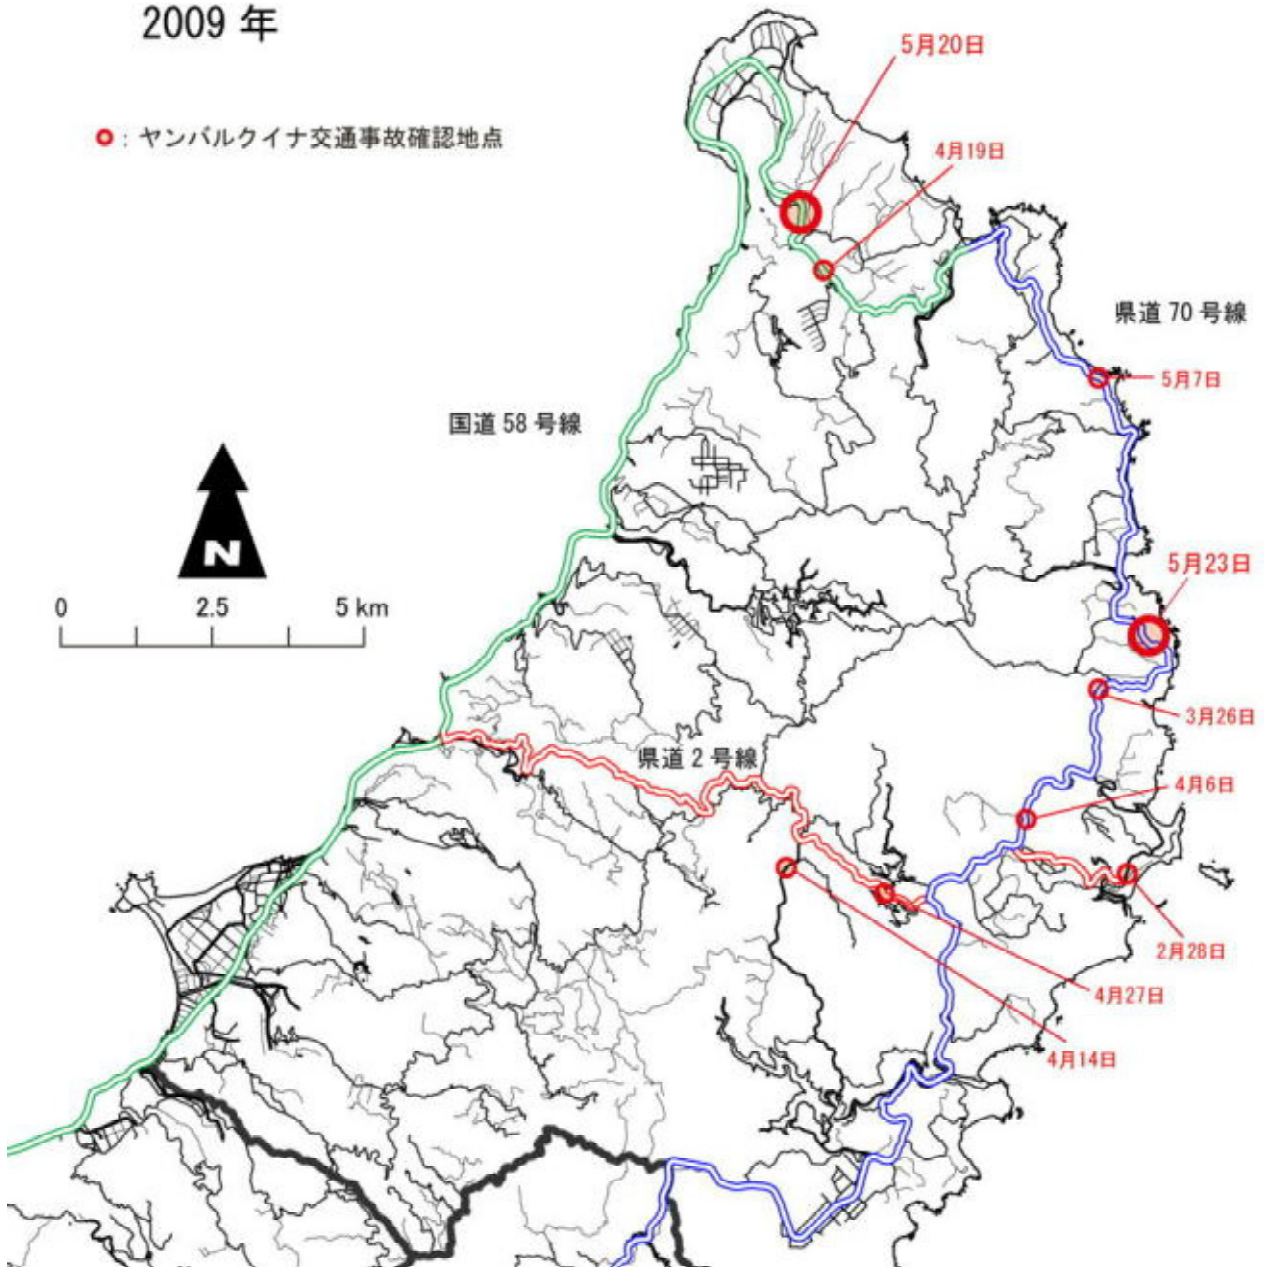 2009 年
5月20日
：ヤンバルクイナ交通事故確認地点
4月19日
県道 70 号線
5月7日
国道 58 号線
N
5月23日
0 2.5 5 km
3月26日
県道 2 号線
4月6日
2月28日
4月27日
4月14日